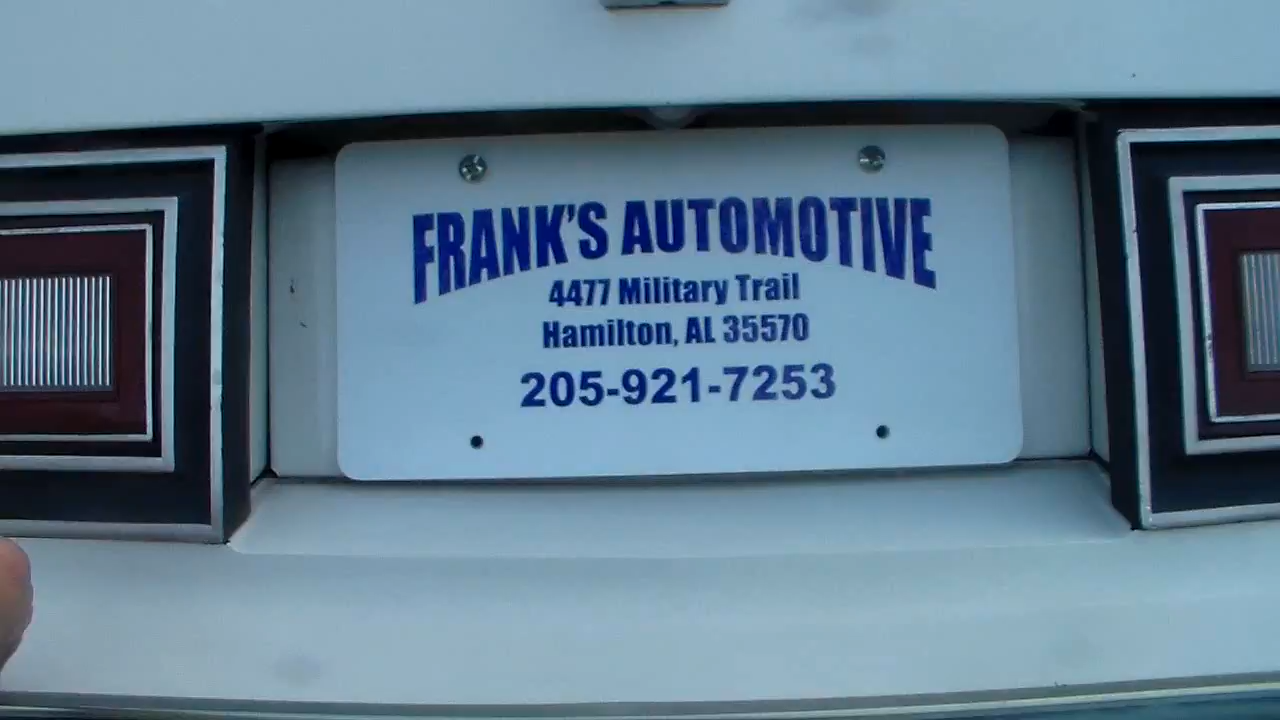 FRANK'S AUTOMOTIVE
4477 Military Trail
Hamilton, AL 35570
205-921-7253